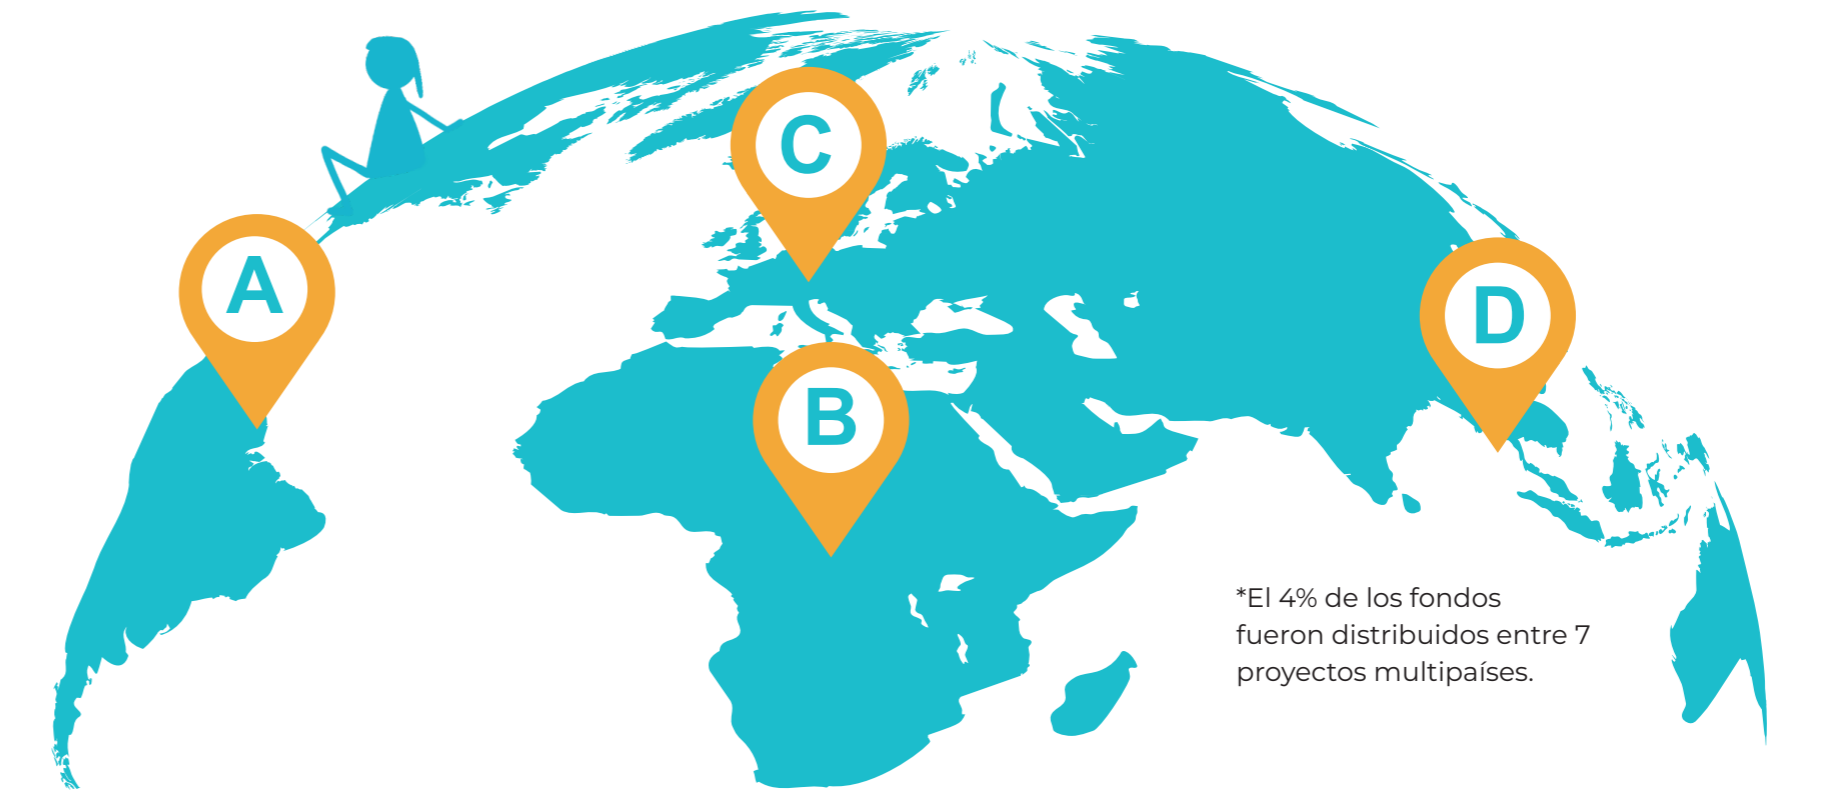 C
A
D
B
*El 4% de los fondos
fueron distribuidos entre 7
proyectos multipaíses.